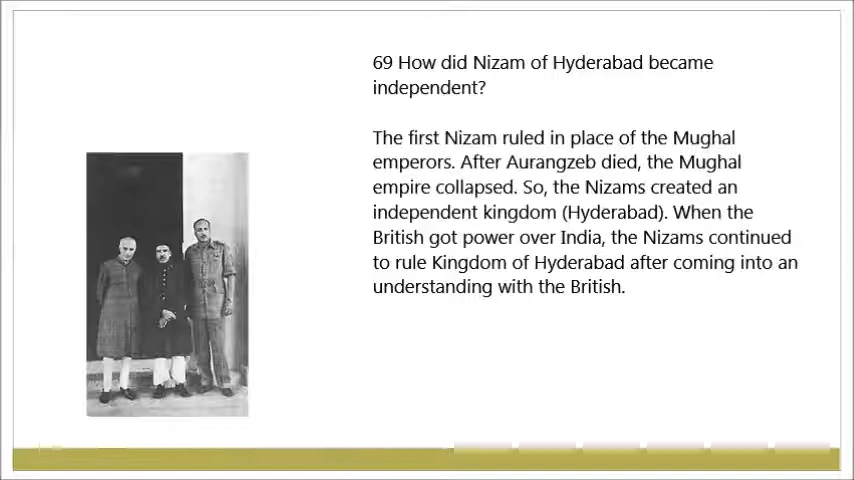 69 How did Nizam of Hyderabad became
independent?
The first Nizam ruled in place of the Mughal
emperors. After Aurangzeb died, the Mughal
empire collapsed. So, the Nizams created an
independent kingdom (Hyderabad). When the
British got power over India, the Nizams continued
to rule Kingdom of Hyderabad after coming into an
understanding with the British.